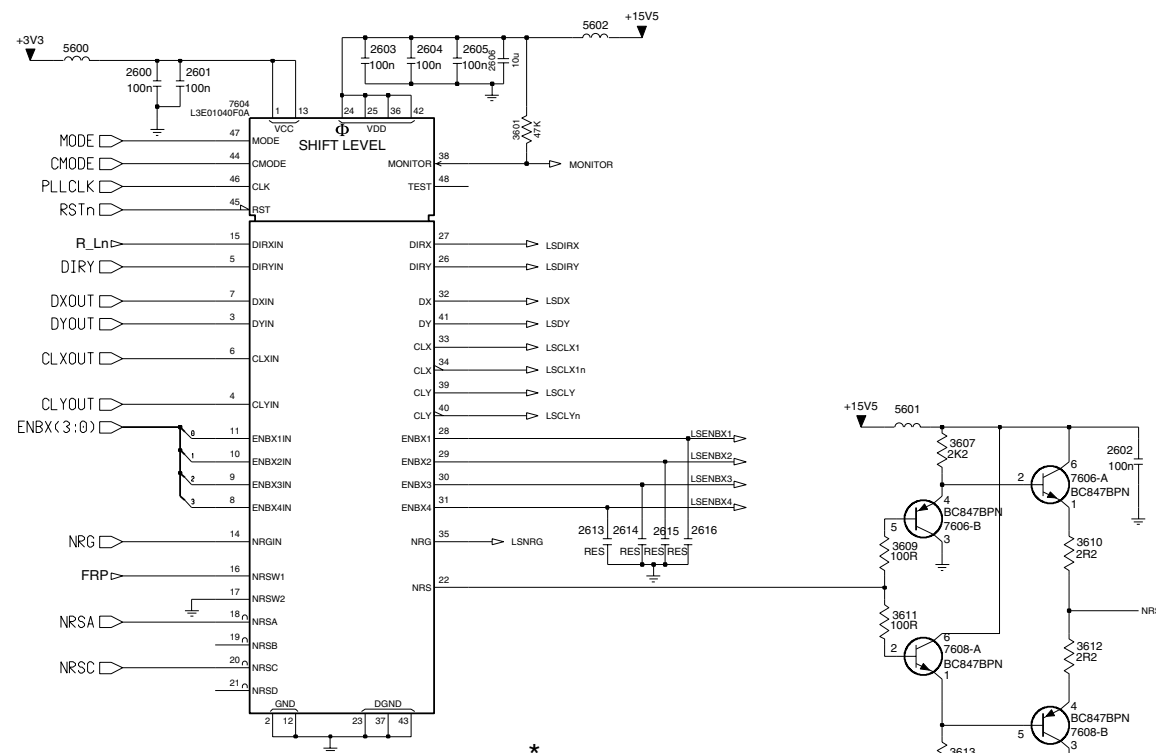 +15V5
5602
+3V3
5600
2603
100n
2604
100n
2605
100n
2606
10u
2600
100n
2601
100n
7604
L3E01040F0A
3601
47K
1 13
VCC
24 25 36 42
Φ VDD
SHIFT LEVEL
MODE 47 MODE
CMODE 44 CMODE
MONITOR 38 MONITOR
PLLCLK 46 CLK
TEST 48
RSTn 45 RST
R_Ln 15 DIRXIN
DIRX 27 LSDIRX
DIRY 5 DIRYIN
DIRY 26 LSDIRY
DXOUT 7 DXIN
DX 32 LSDX
DYOUT 3 DYIN
DY 41 LSDY
CLX 33 LSCLX1
CLXOUT 6 CLXIN
CLX 34 LSCLX1n
CLY 39 LSCLY
CLYOUT 4 CLYIN
CLY 40 LSCLYn
ENBX(3:0)
0 11 ENBX1IN
ENBX1 28 LSENBX1
1 10 ENBX2IN
ENBX2 29 LSENBX2
2 9 ENBX3IN
ENBX3 30 LSENBX3
3 8 ENBX4IN
ENBX4 31 LSENBX4
2613
RES
2614
RES
2615
RES
2616
NRG 14 NRGIN
NRG 35 LSNRG
FRP 16 NRSW1
NRS 22
17 NRSW2
NRSA 18 NRSA
19 NRSB
NRSC 20 NRSC
21 NRSD
GND
2 12
DGND
23 37 43
*
+15V5
5601
3607
2K2
2602
100n
2
6
7606-A
BC847BPN
1
4
BC847BPN
7606-B
5
3
3609
100R
3610
2R2
3611
100R
2
6
7608-A
BC847BPN
1
3612
2R2
4
BC847BPN
7608-B
5
3
3613